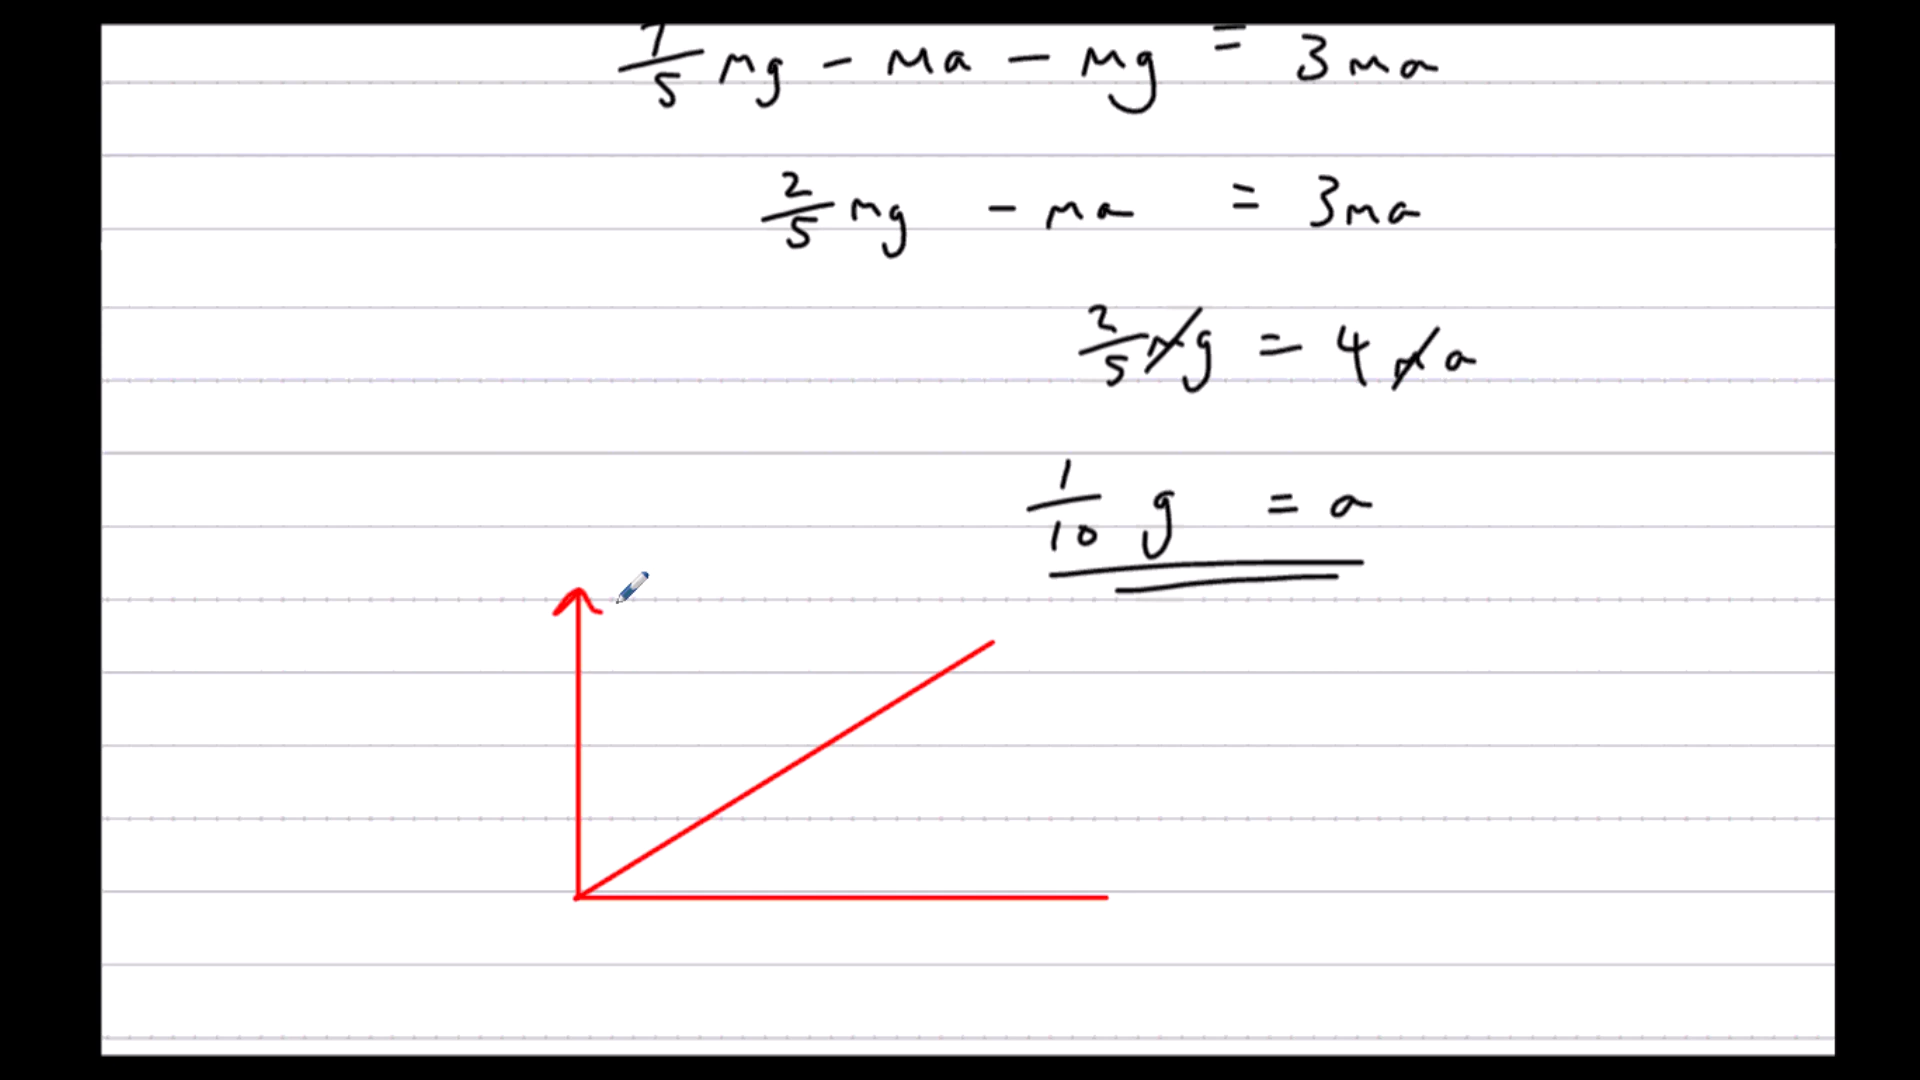 7/5 mg - ma - mg = 3ma
2/5 mg - ma = 3ma
2/5 mg = 4ma
1/10 g = a